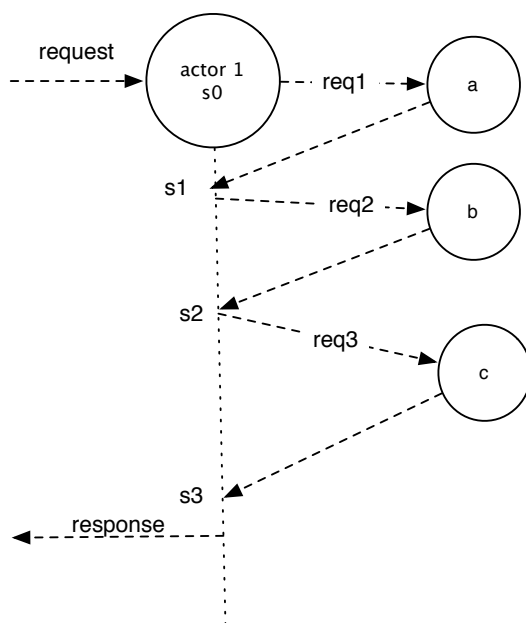 request
actor 1
s0
req1
a
s1
req2
b
s2
req3
c
s3
response